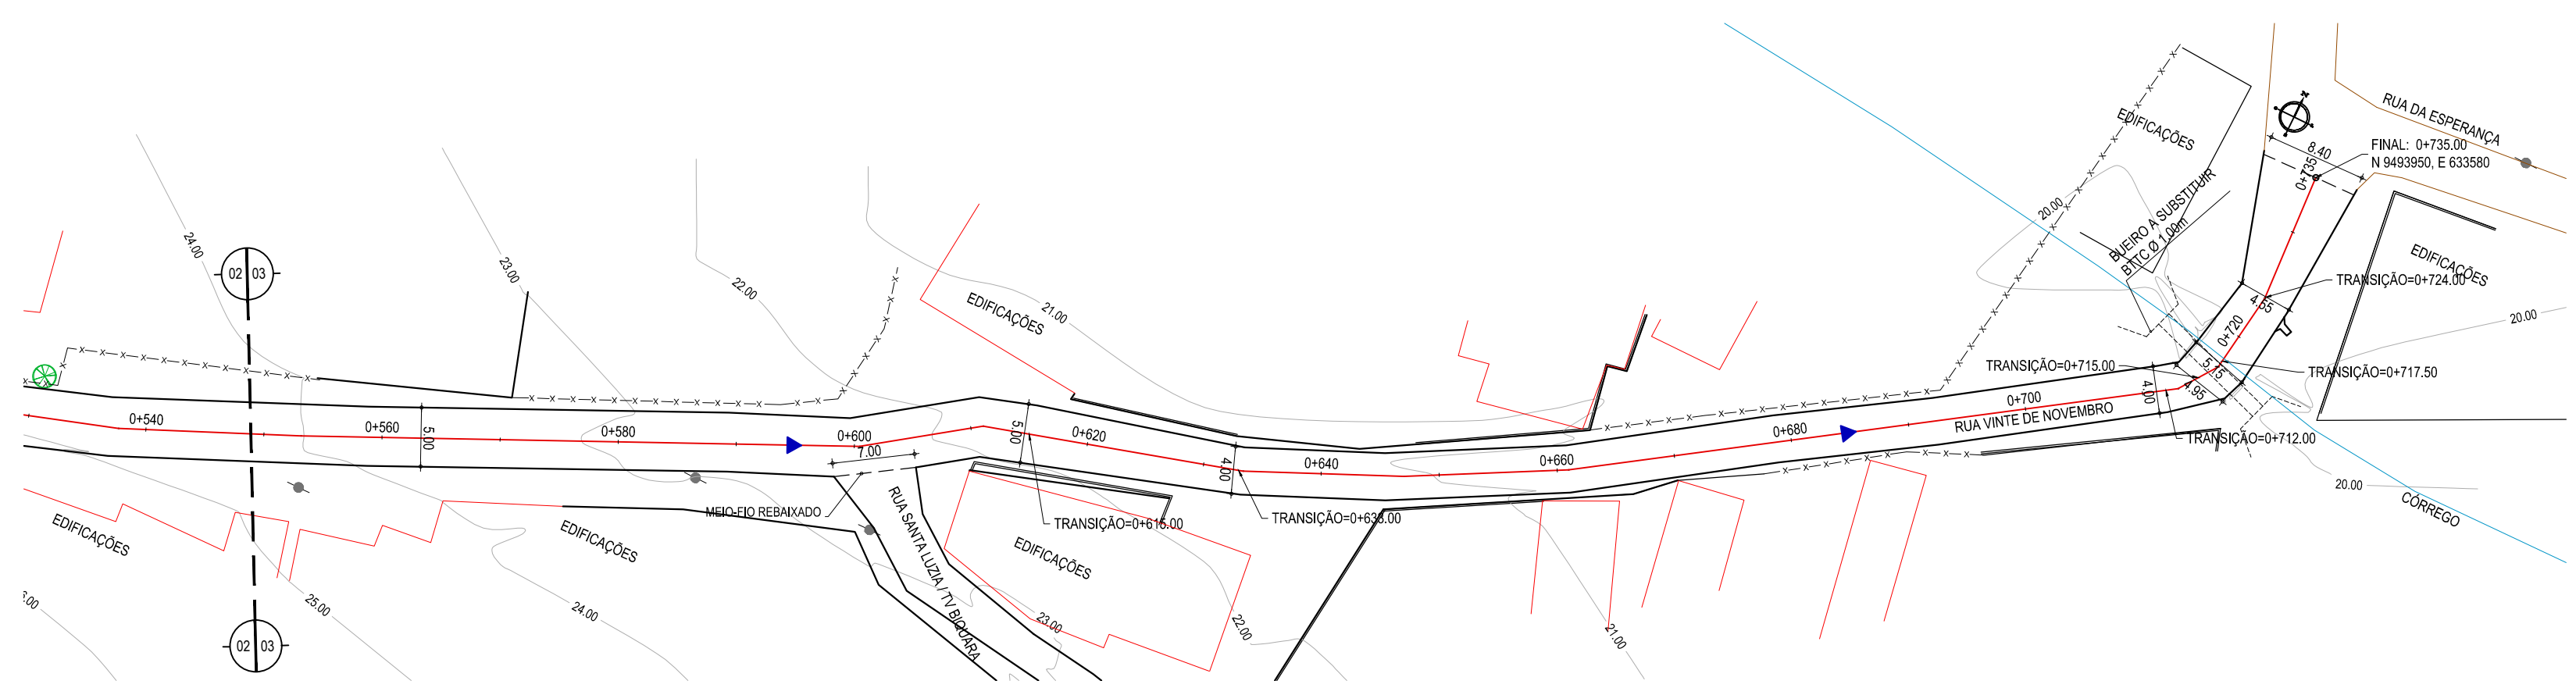 RUA DA ESPERANÇA
N
EDIFICAÇÕES
8.40
FINAL: 0+735.00
N 9493950, E 633580
0+735
20.00
BUEIRO A SUBSTITUIR
BTTC Ø 1.00m
24.00
02 03
23.00
22.00
21.00
EDIFICAÇÕES
EDIFICAÇÕES
TRANSIÇÃO=0+724.00
4.55
20.00
0+720
TRANSIÇÃO=0+715.00
5.15
TRANSIÇÃO=0+717.50
4.95
4.00
0+540
0+560
5.00
0+580
0+600
7.00
5.00
0+620
4.00
0+640
0+660
0+680
0+700
RUA VINTE DE NOVEMBRO
TRANSIÇÃO=0+712.00
MEIO-FIO REBAIXADO
TRANSIÇÃO=0+615.00
TRANSIÇÃO=0+633.00
20.00
CÓRREGO
EDIFICAÇÕES
EDIFICAÇÕES
RUA SANTA LUZIA / TV BIQUARA
EDIFICAÇÕES
25.00
24.00
23.00
22.00
21.00
02 03